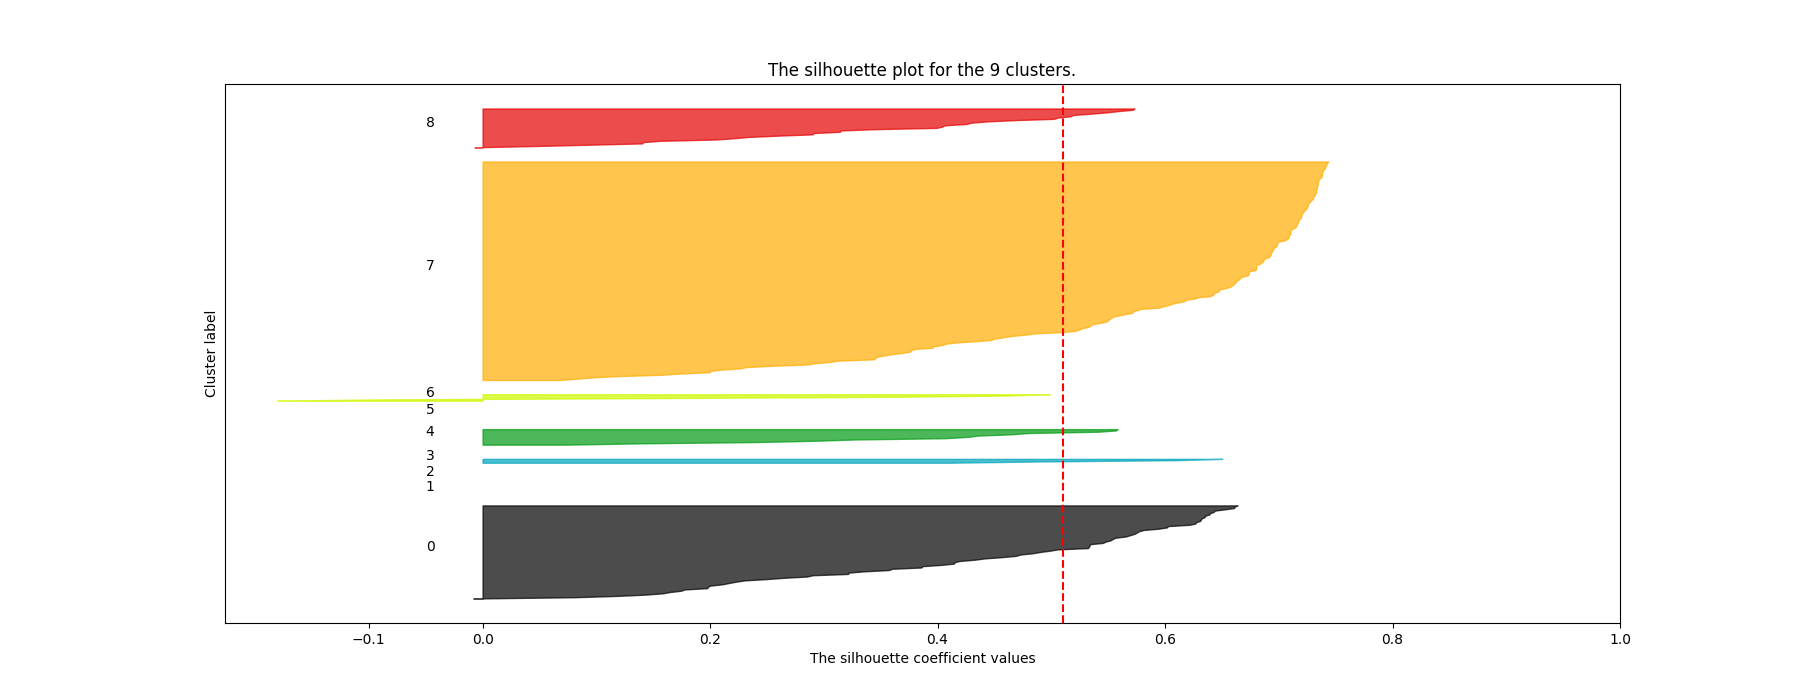 The silhouette plot for the 9 clusters.
Cluster label
8
7
6
5
4
3
2
1
0
−0.1 0.0 0.2 0.4 0.6 0.8 1.0
The silhouette coefficient values